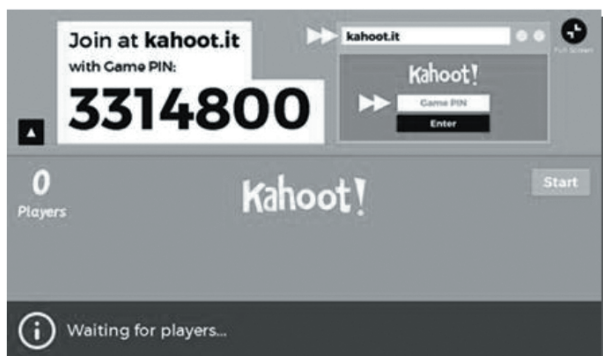 Join at kahoot.it
with Game PIN:
3314800
kahoot.it
Kahoot!
Game PIN
Enter
Full Screen
0
Players
Kahoot!
Start
Waiting for players...